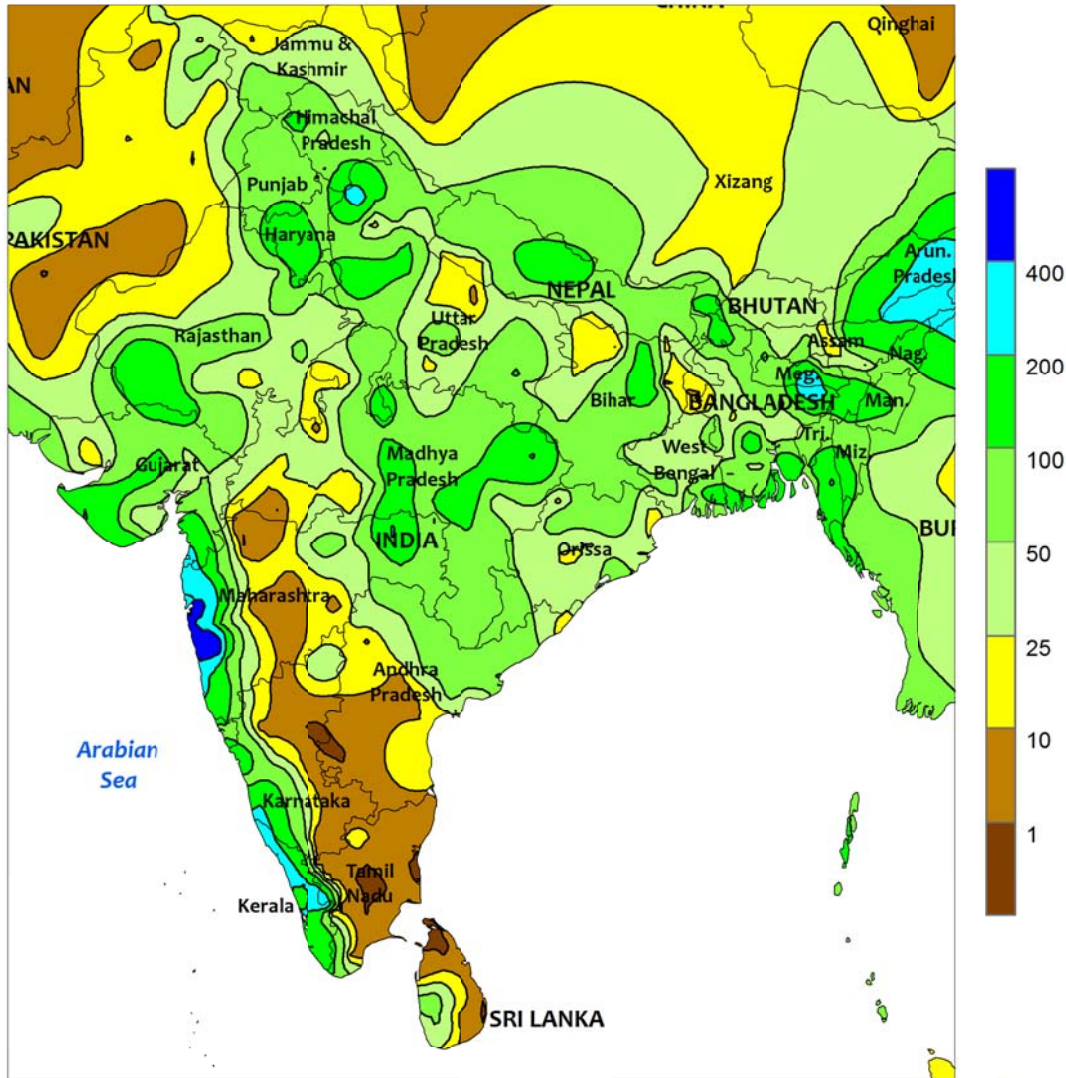 CHINA
Qinghai
Jammu &
Kashmir
AN
Himachal
Pradesh
Punjab
Xizang
Haryana
PAKISTAN
Arun.
Pradesh
NEPAL
BHUTAN
Rajasthan
Uttar
Pradesh
Assam
Nag.
Meg.
Bihar
BANGLADESH
Man.
Tri.
West
Bengal
Miz.
Madhya
Pradesh
Gujarat
INDIA
Orissa
BUR
Maharashtra
Andhra
Pradesh
Arabian
Sea
Karnataka
Tamil
Nadu
Kerala
SRI LANKA
400
200
100
50
25
10
1